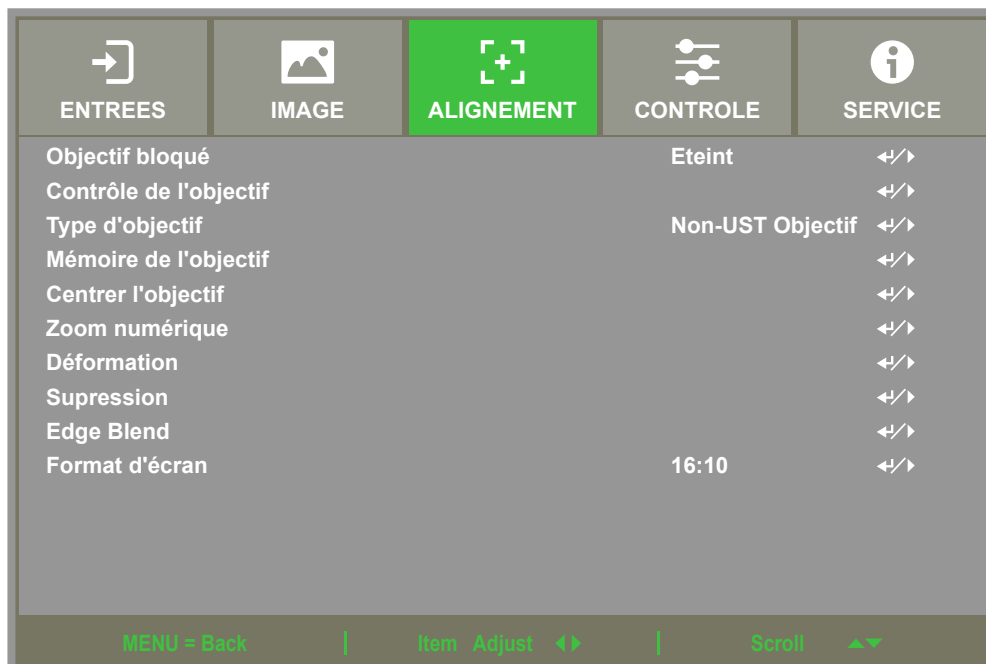 ENTREES IMAGE ALIGNEMENT CONTROLE SERVICE
Objectif bloqué Eteint
Contrôle de l'objectif
Type d'objectif Non-UST Objectif
Mémoire de l'objectif
Centrer l'objectif
Zoom numérique
Déformation
Supression
Edge Blend
Format d'écran 16:10
MENU = Back Item Adjust Scroll